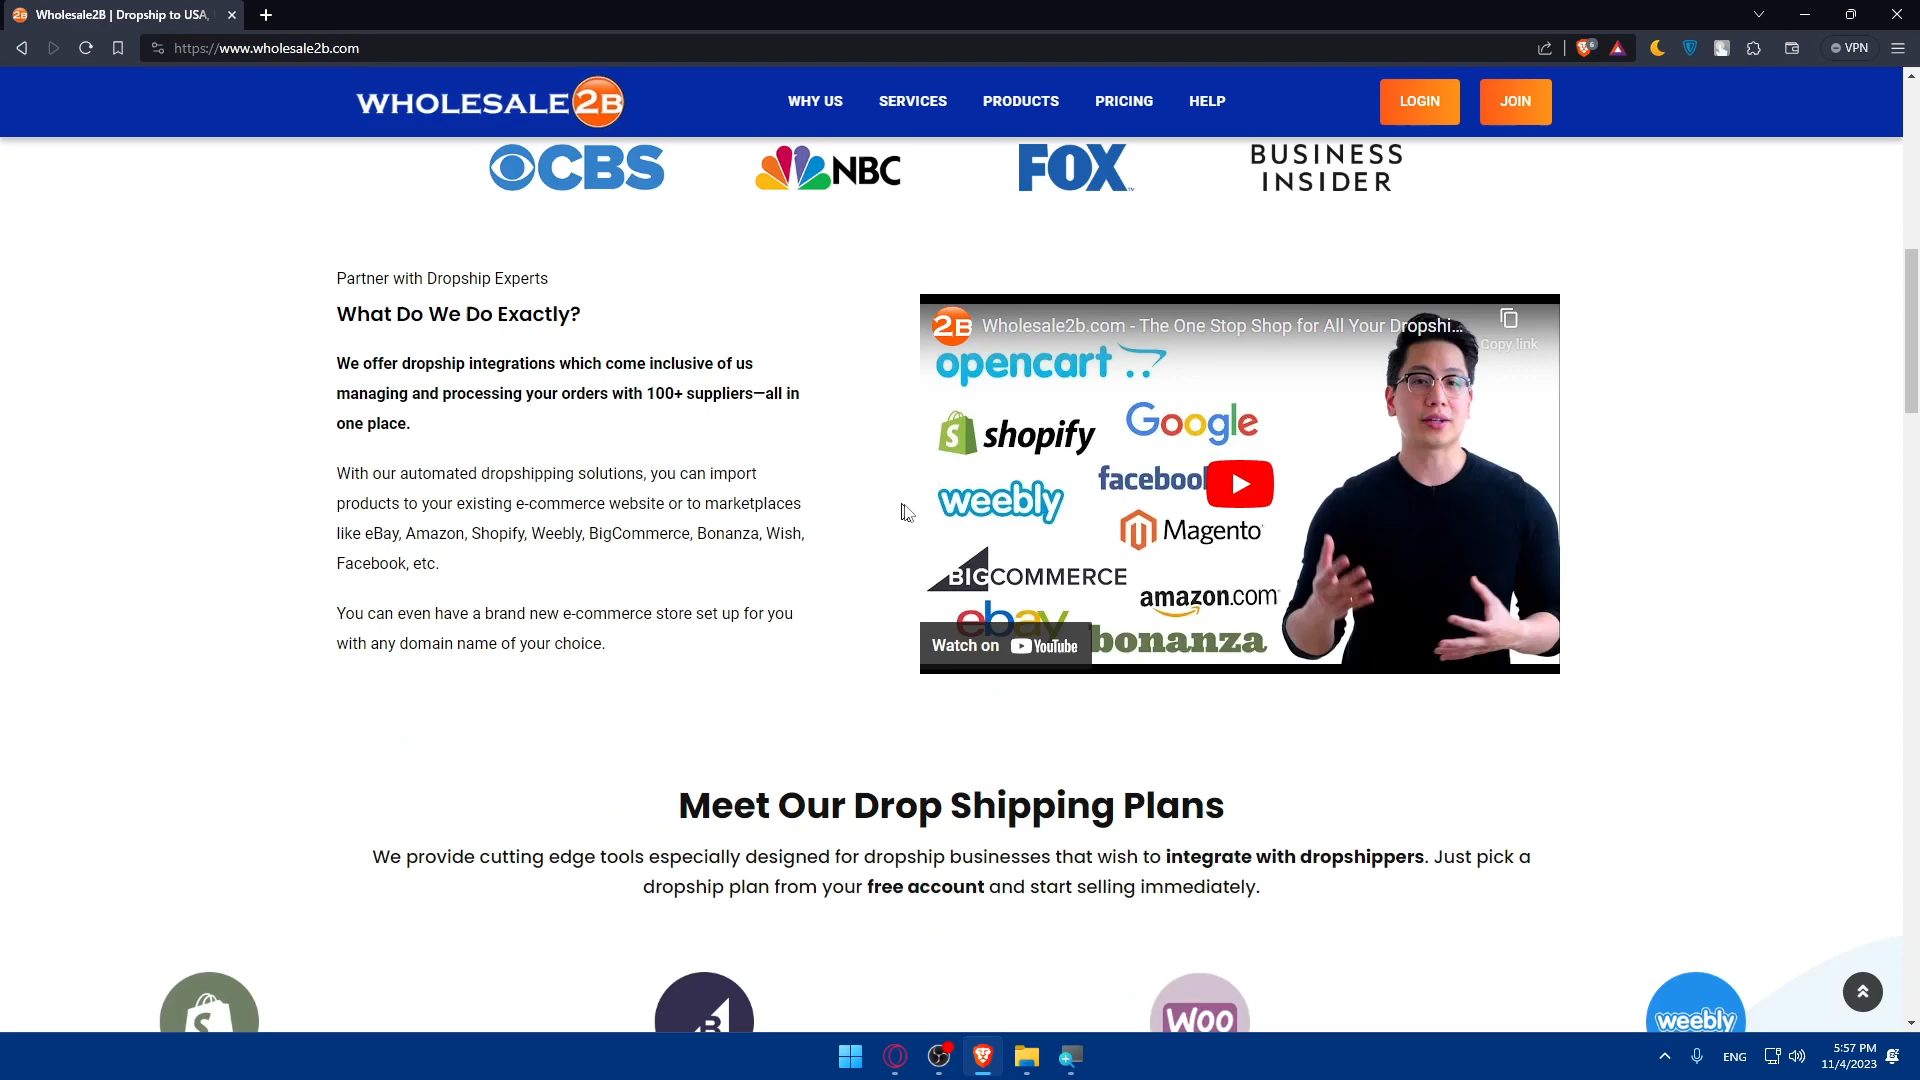 Wholesale2B | Dropship to USA,
https://www.wholesale2b.com
6
VPN
WHOLESALE2B
WHY US
SERVICES
PRODUCTS
PRICING
HELP
LOGIN
JOIN
CBS
NBC
FOX
BUSINESS
INSIDER
Partner with Dropship Experts
What Do We Do Exactly?
We offer dropship integrations which come inclusive of us
managing and processing your orders with 100+ suppliers—all in
one place.
With our automated dropshipping solutions, you can import
products to your existing e-commerce website or to marketplaces
like eBay, Amazon, Shopify, Weebly, BigCommerce, Bonanza, Wish,
Facebook, etc.
You can even have a brand new e-commerce store set up for you
with any domain name of your choice.
2B Wholesale2b.com - The One Stop Shop for All Your Dropshi...
Copy link
opencart
shopify
Google
weebly
facebook
Magento
BIGCOMMERCE
amazon.com
ebay
bonanza
Watch on YouTube
Meet Our Drop Shipping Plans
We provide cutting edge tools especially designed for dropship businesses that wish to integrate with dropshippers. Just pick a
dropship plan from your free account and start selling immediately.
S
B
WOO
weebly
ENG
5:57 PM
11/4/2023